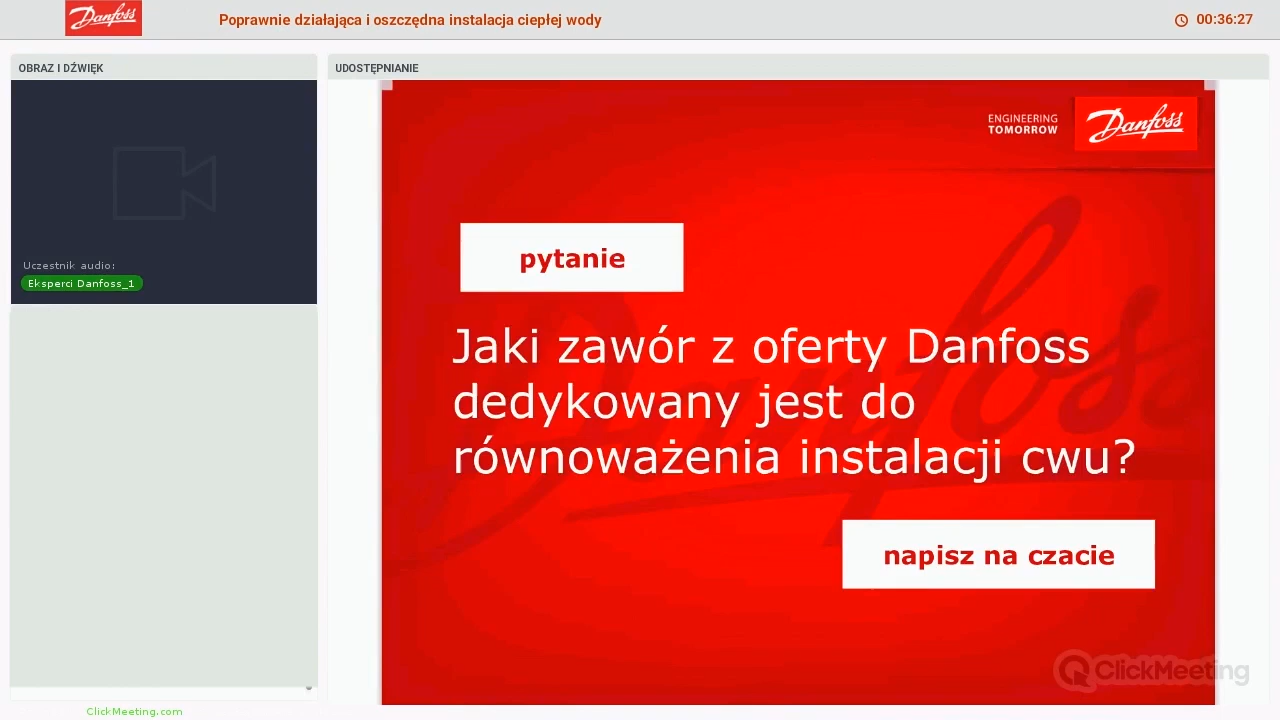 Danfoss
Poprawnie działająca i oszczędna instalacja ciepłej wody
00:36:27
OBRAZ I DŹWIĘK
UDOSTĘPNIANIE
Uczestnik audio:
Eksperci Danfoss_1
ENGINEERING
TOMORROW
Danfoss
pytanie
Jaki zawór z oferty Danfoss
dedykowany jest do
równoważenia instalacji cwu?
napisz na czacie
ClickMeeting
ClickMeeting.com